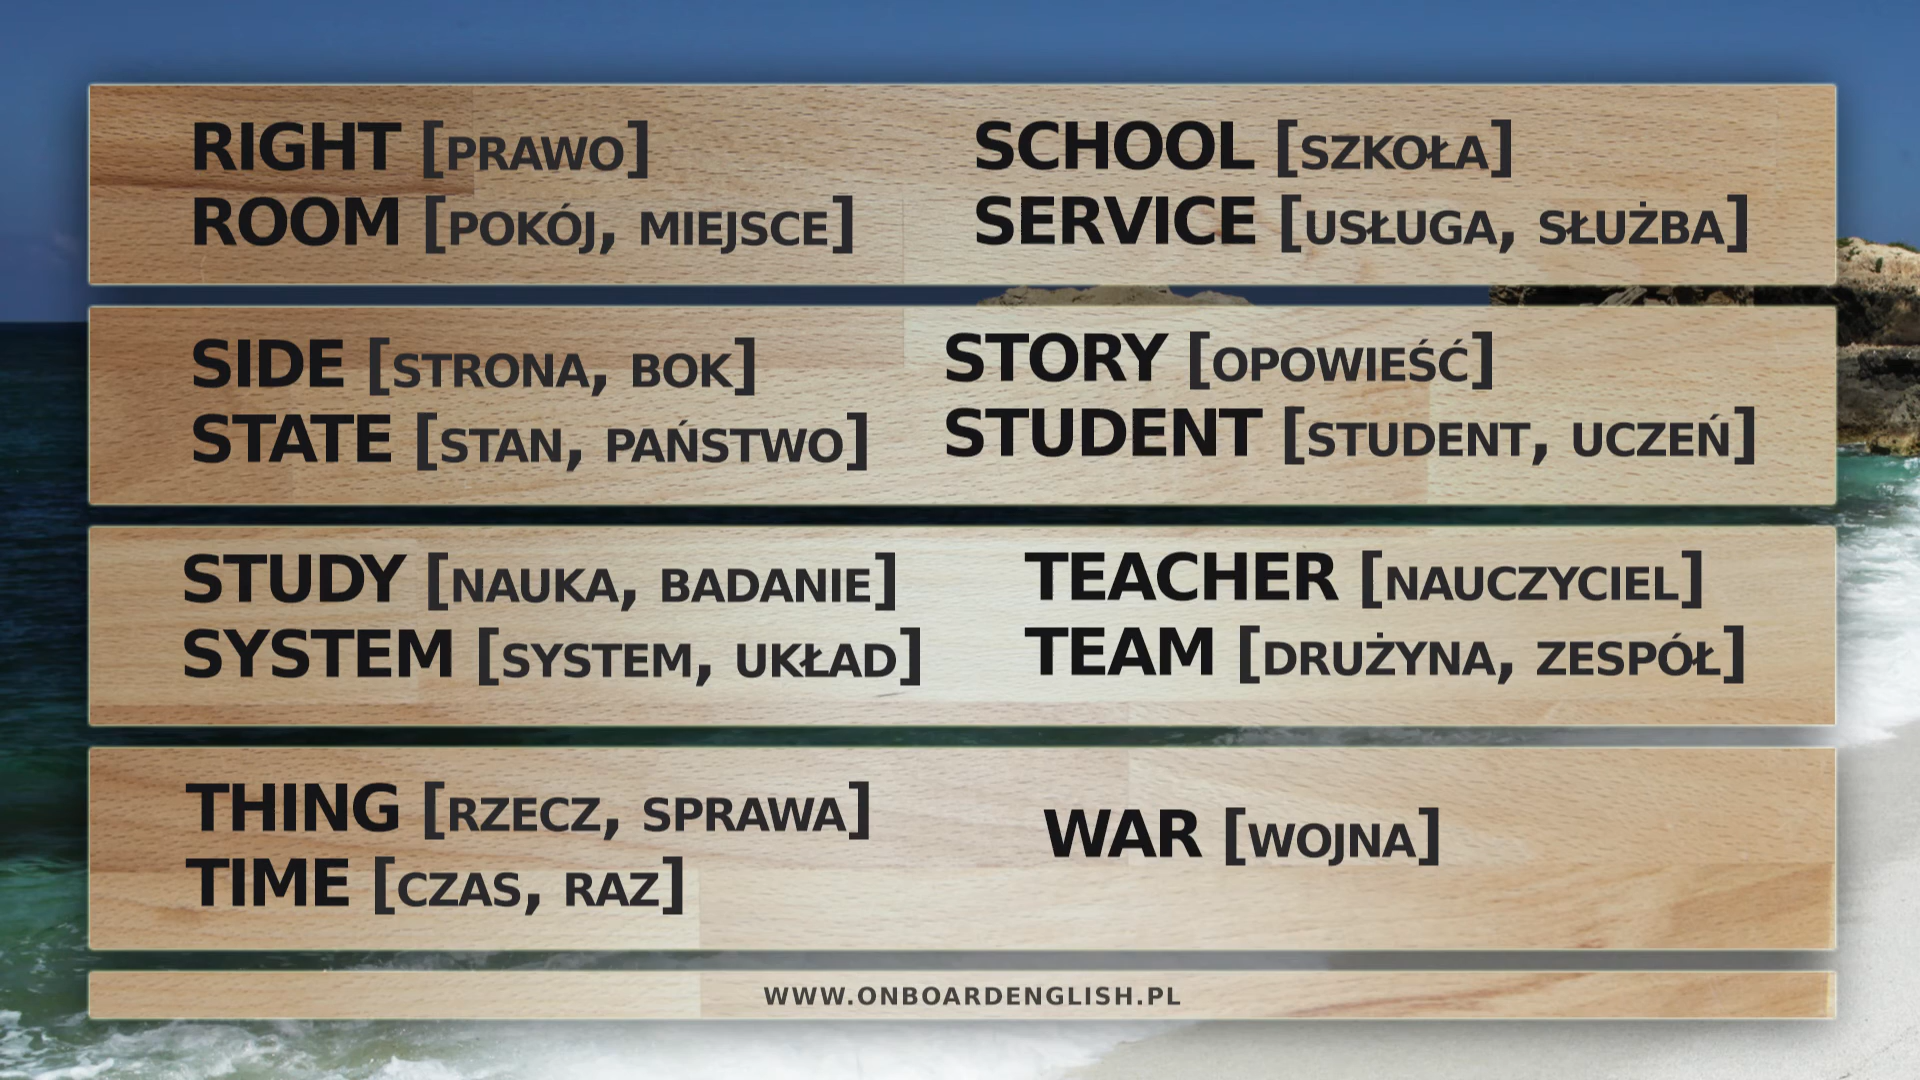 RIGHT [PRAWO]
ROOM [POKÓJ, MIEJSCE]
SCHOOL [SZKOŁA]
SERVICE [USŁUGA, SŁUŻBA]
SIDE [STRONA, BOK]
STATE [STAN, PAŃSTWO]
STORY [OPOWIEŚĆ]
STUDENT [STUDENT, UCZEŃ]
STUDY [NAUKA, BADANIE]
SYSTEM [SYSTEM, UKŁAD]
TEACHER [NAUCZYCIEL]
TEAM [DRUŻYNA, ZESPÓŁ]
THING [RZECZ, SPRAWA]
TIME [CZAS, RAZ]
WAR [WOJNA]
WWW.ONBOARDENGLISH.PL